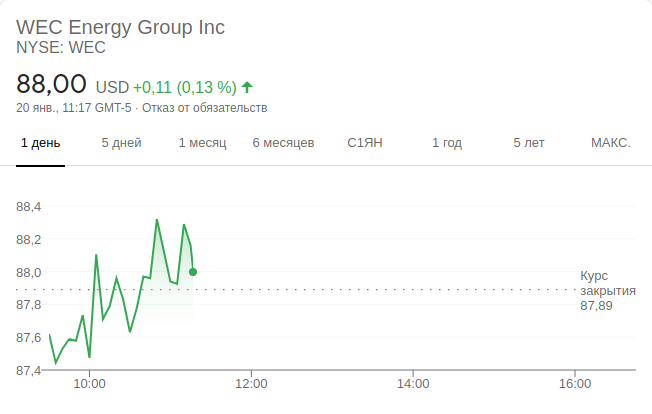 WEC Energy Group Inc
NYSE: WEC
88,00 USD +0,11 (0,13 %)
20 янв., 11:17 GMT-5 · Отказ от обязательств
1 день 5 дней 1 месяц 6 месяцев С1ЯН 1 год 5 лет МАКС.
88,4
88,2
88,0
87,8
87,6
87,4
Курс
закрытия
87,89
10:00 12:00 14:00 16:00